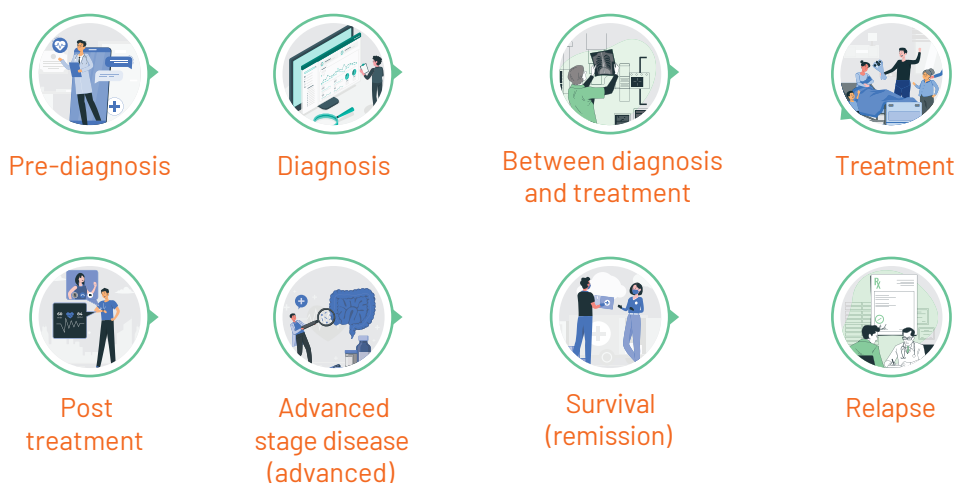 Pre-diagnosis
Diagnosis
Between diagnosis
and treatment
Treatment
Post
treatment
Advanced
stage disease
(advanced)
Survival
(remission)
Relapse